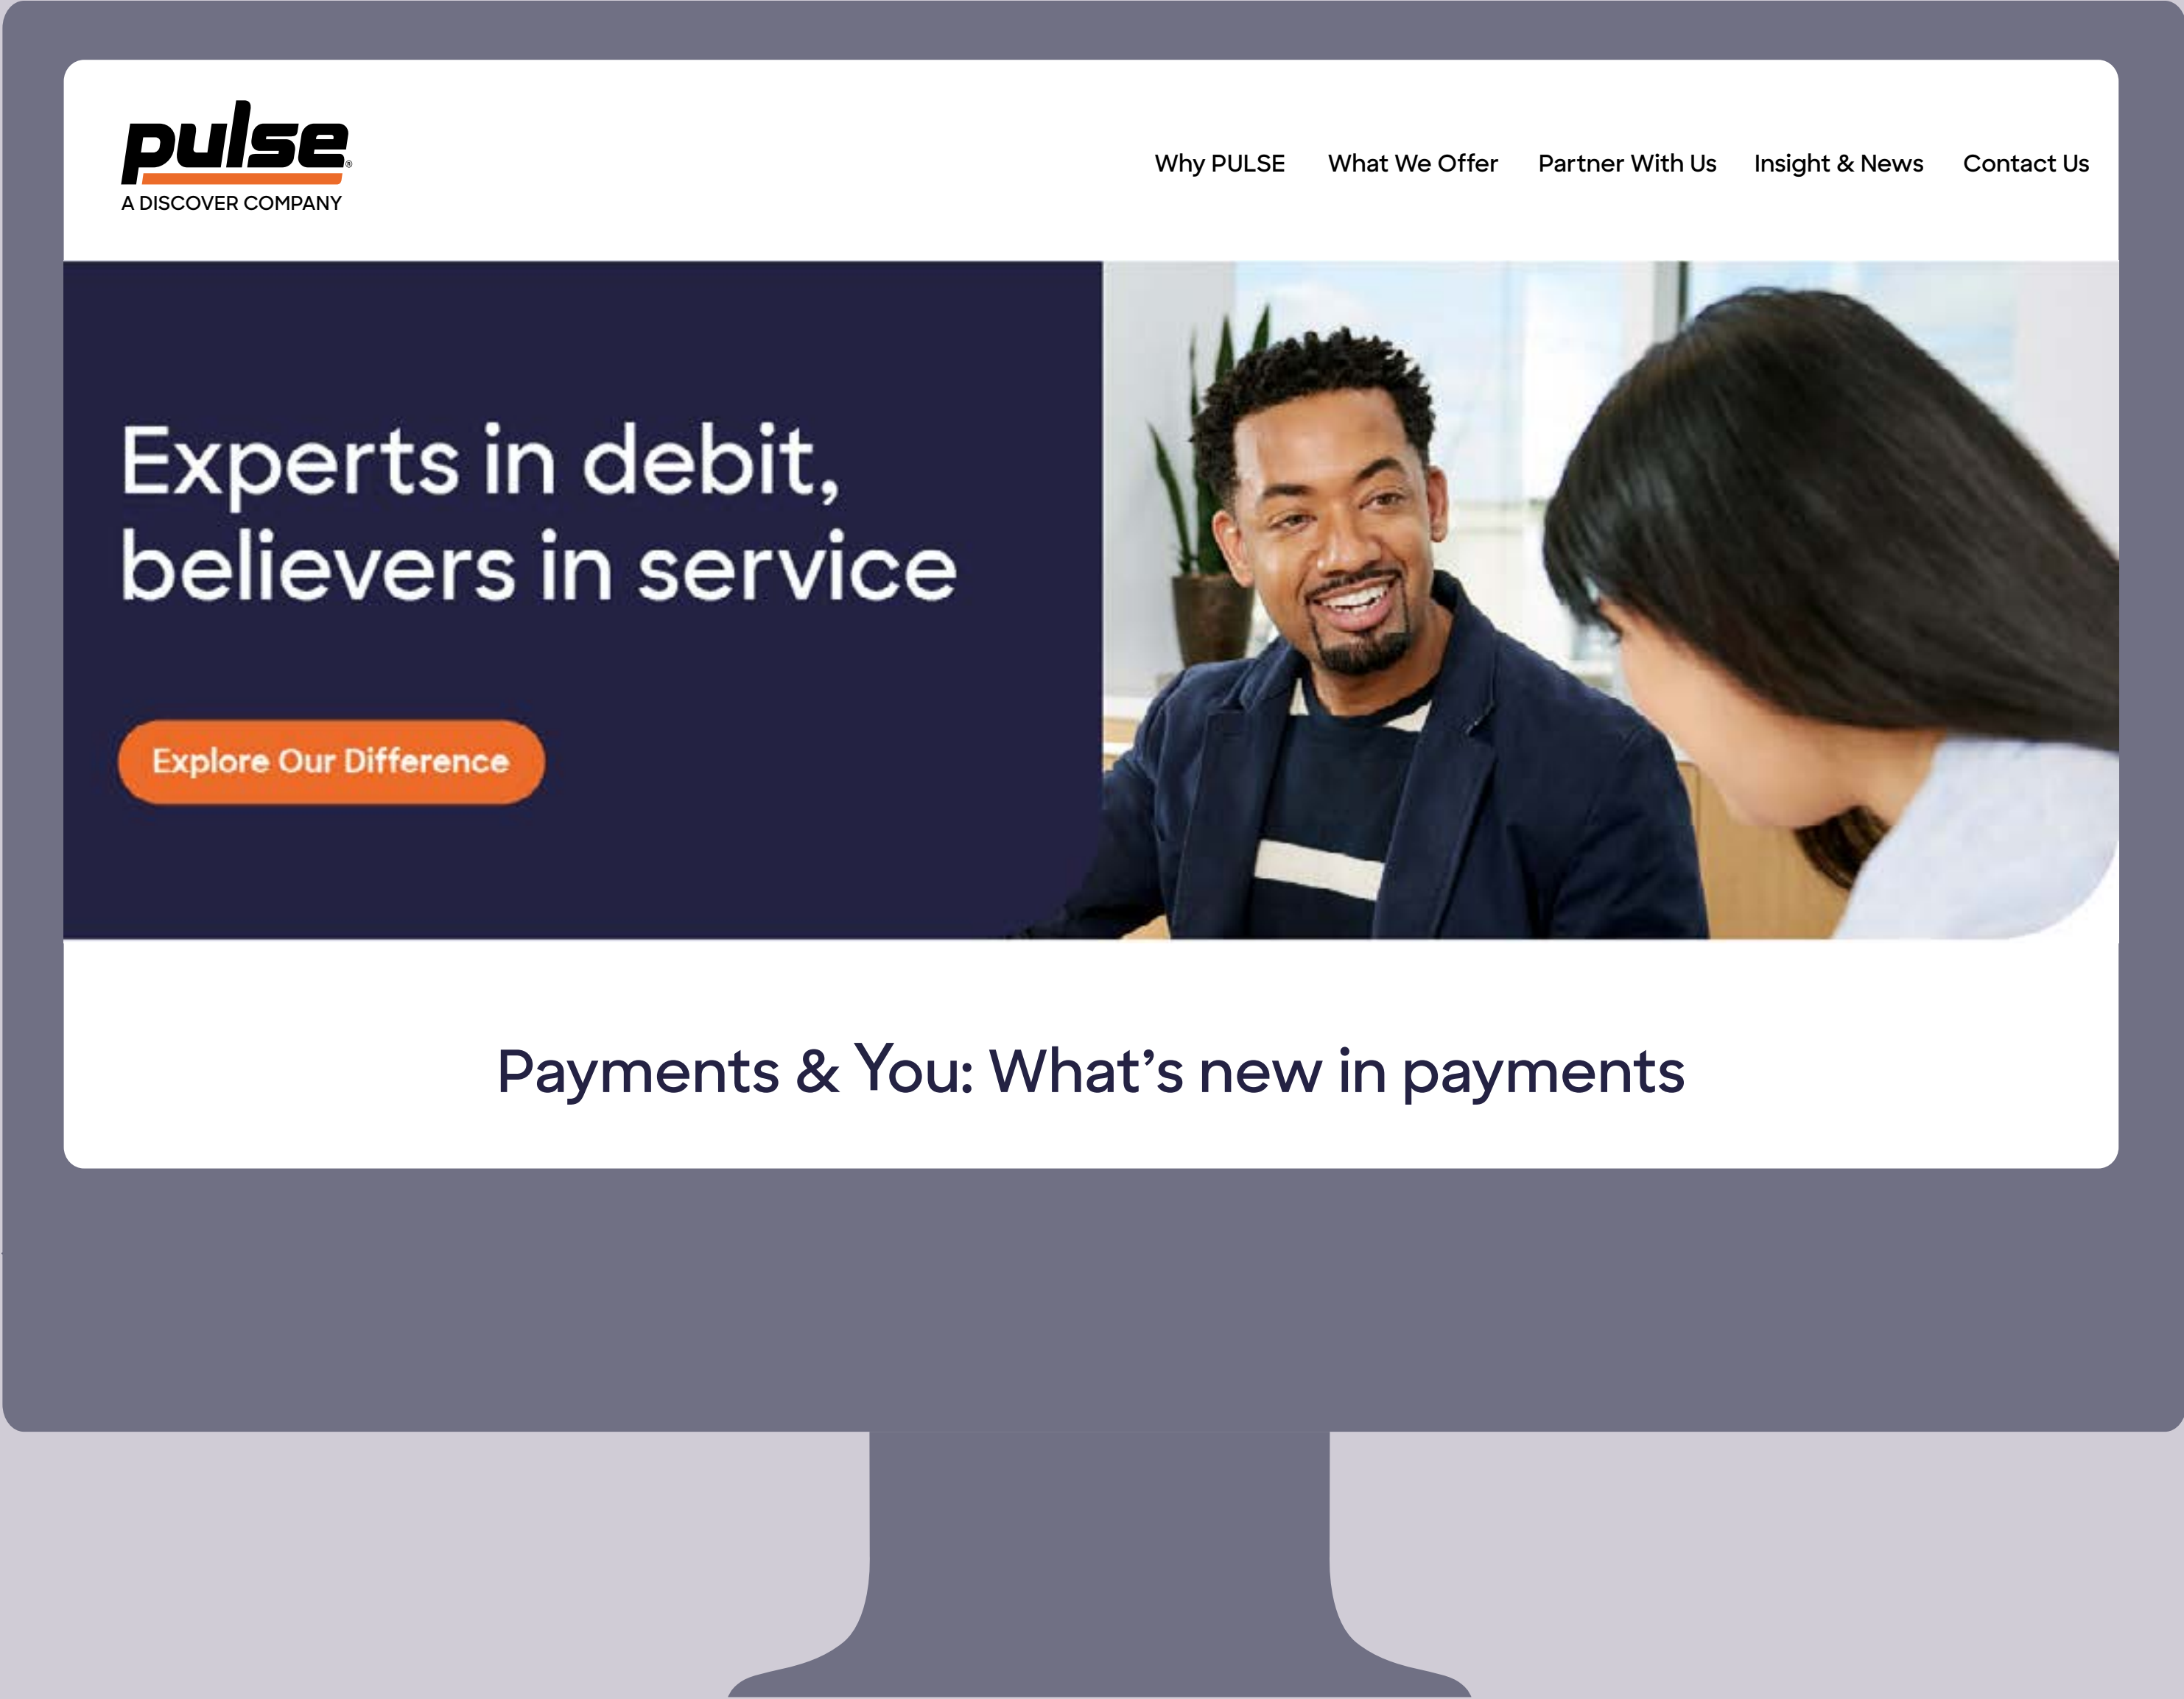 pulse®
A DISCOVER COMPANY
Why PULSE What We Offer Partner With Us Insight & News Contact Us
Experts in debit,
believers in service
Explore Our Difference
Payments & You: What’s new in payments